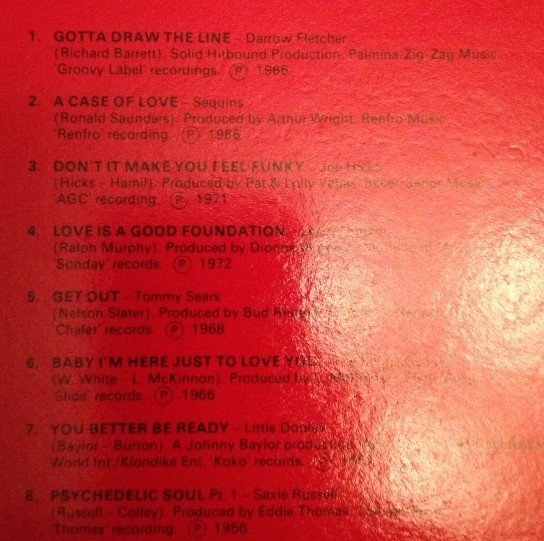 1. GOTTA DRAW THE LINE – Darrow Fletcher
(Richard Barrett). Solid Hitbound Production. Palmina-Zig-Zag Music.
'Groovy Label' recordings. Ⓟ 1966
2. A CASE OF LOVE – Sequins
(Ronald Saunders). Produced by Arthur Wright. Renfro Music
'Renfro' recording. Ⓟ 1966
3. DON'T IT MAKE YOU FEEL FUNKY – Joe Hicks
(Hicks – Hamil). Produced by Pat & Lolly Vegas. Music
'AGC' recording. Ⓟ 1971
4. LOVE IS A GOOD FOUNDATION –
(Ralph Murphy). Produced by Dionne
'Sonday' records. Ⓟ 1972
5. GET OUT – Tommy Sears
(Nelson Slater). Produced by Bud
'Chalet' records. Ⓟ 1968
6. BABY I'M HERE JUST TO LOVE YOU
(W. White – L. McKinnon). Produced by
'Slide' records. Ⓟ 1966
7. YOU BETTER BE READY – Little Dooley
(Baylor – Burton). A Johnny Baylor production
World Int./Klondike Ent. 'Koko' records.
8. PSYCHEDELIC SOUL Pt. 1 – Saxie Russell
(Russell – Colley). Produced by Eddie Thomas.
'Thomas' recording. Ⓟ 1968